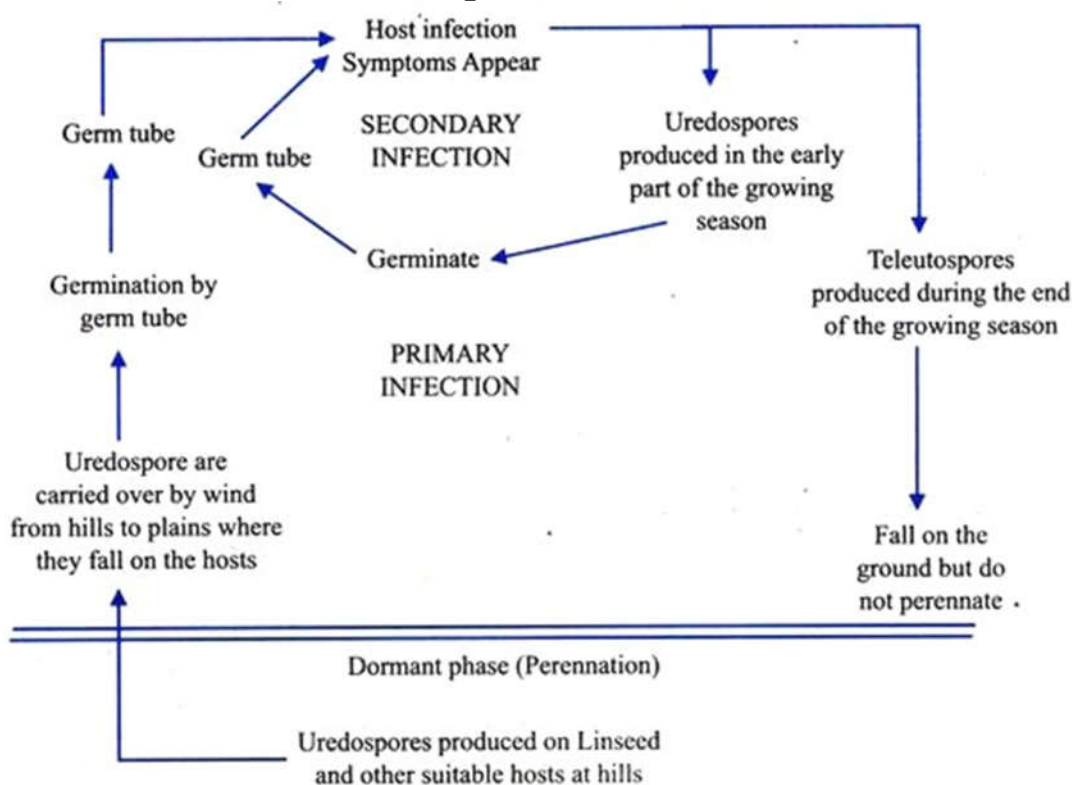 Host infection
Symptoms Appear
Germ tube
SECONDARY
INFECTION
Germ tube
Uredospores
produced in the early
part of the growing
season
Germinate
Germination by
germ tube
Teleutospores
produced during the end
of the growing season
PRIMARY
INFECTION
Uredospore are
carried over by wind
from hills to plains where
they fall on the hosts
Fall on the
ground but do
not perennate .
Dormant phase (Perennation)
Uredospores produced on Linseed
and other suitable hosts at hills